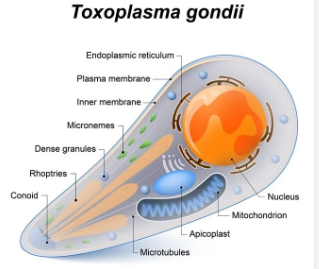 Toxoplasma gondii
Endoplasmic reticulum
Plasma membrane
Inner membrane
Micronemes
Dense granules
Rhoptries
Conoid
Nucleus
Mitochondrion
Apicoplast
Microtubules